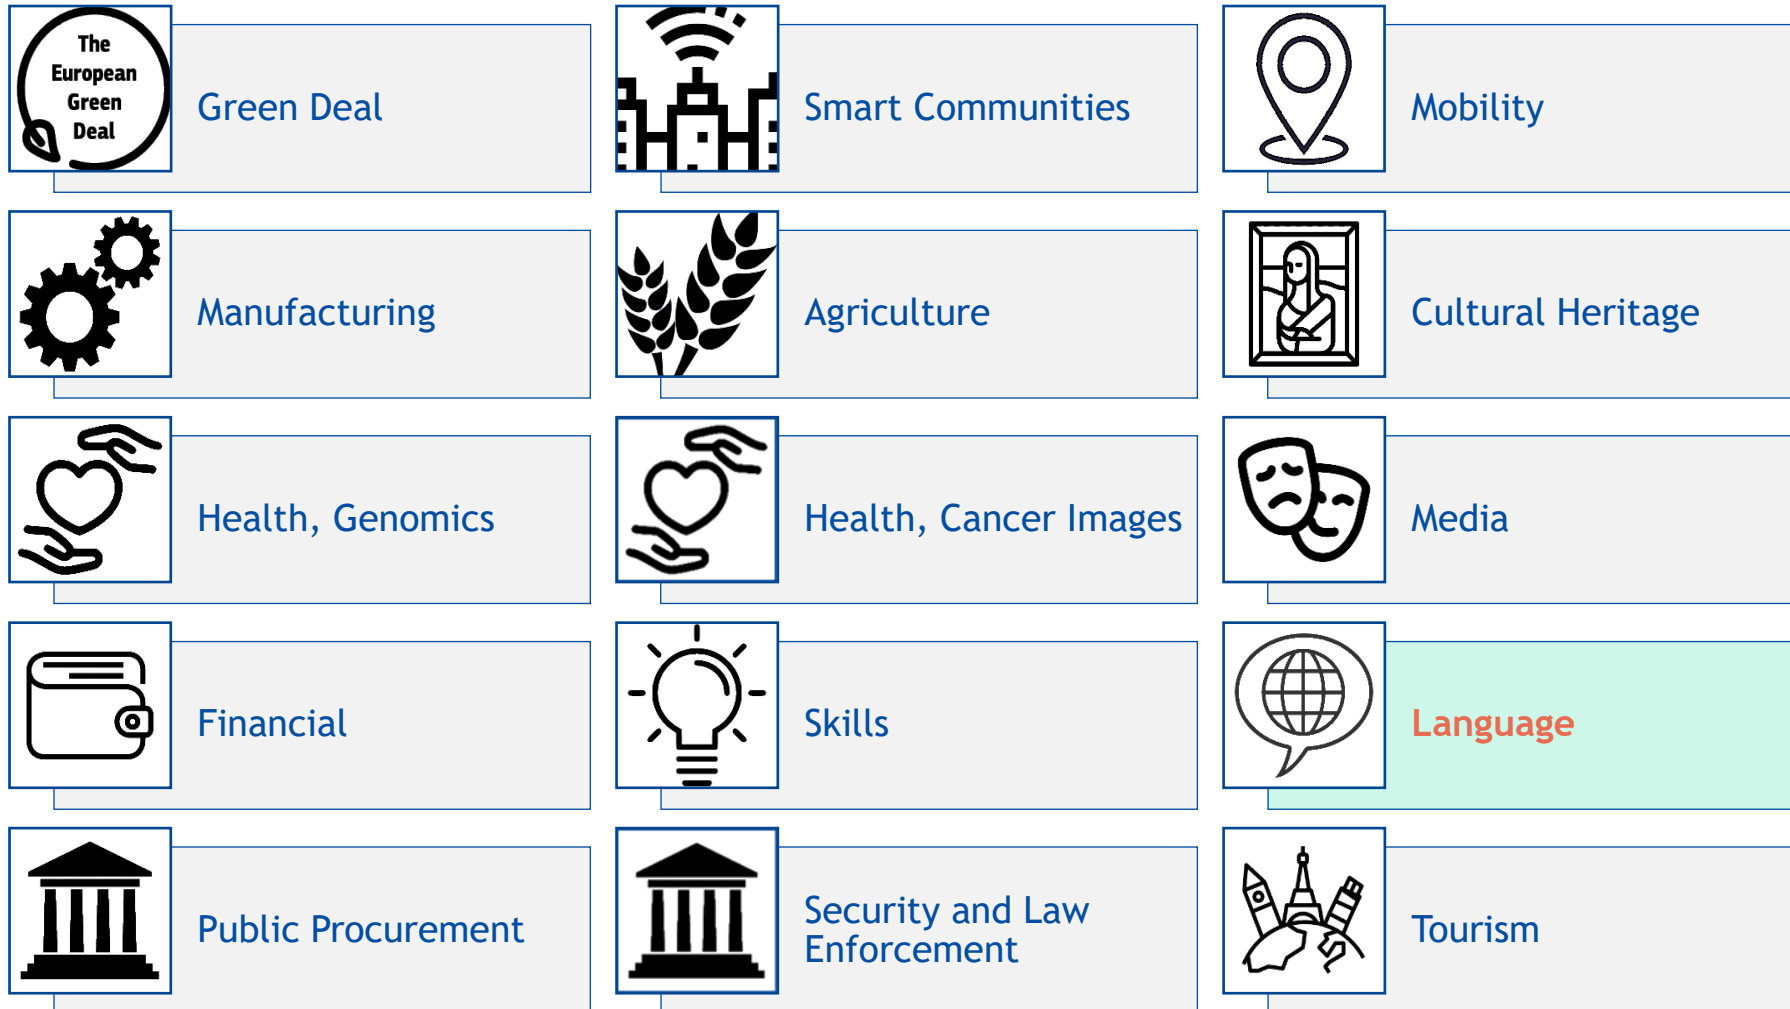 The
European
Green
Deal
Green Deal
Smart Communities
Mobility
Manufacturing
Agriculture
Cultural Heritage
Health, Genomics
Health, Cancer Images
Media
Financial
Skills
Language
Public Procurement
Security and Law
Enforcement
Tourism